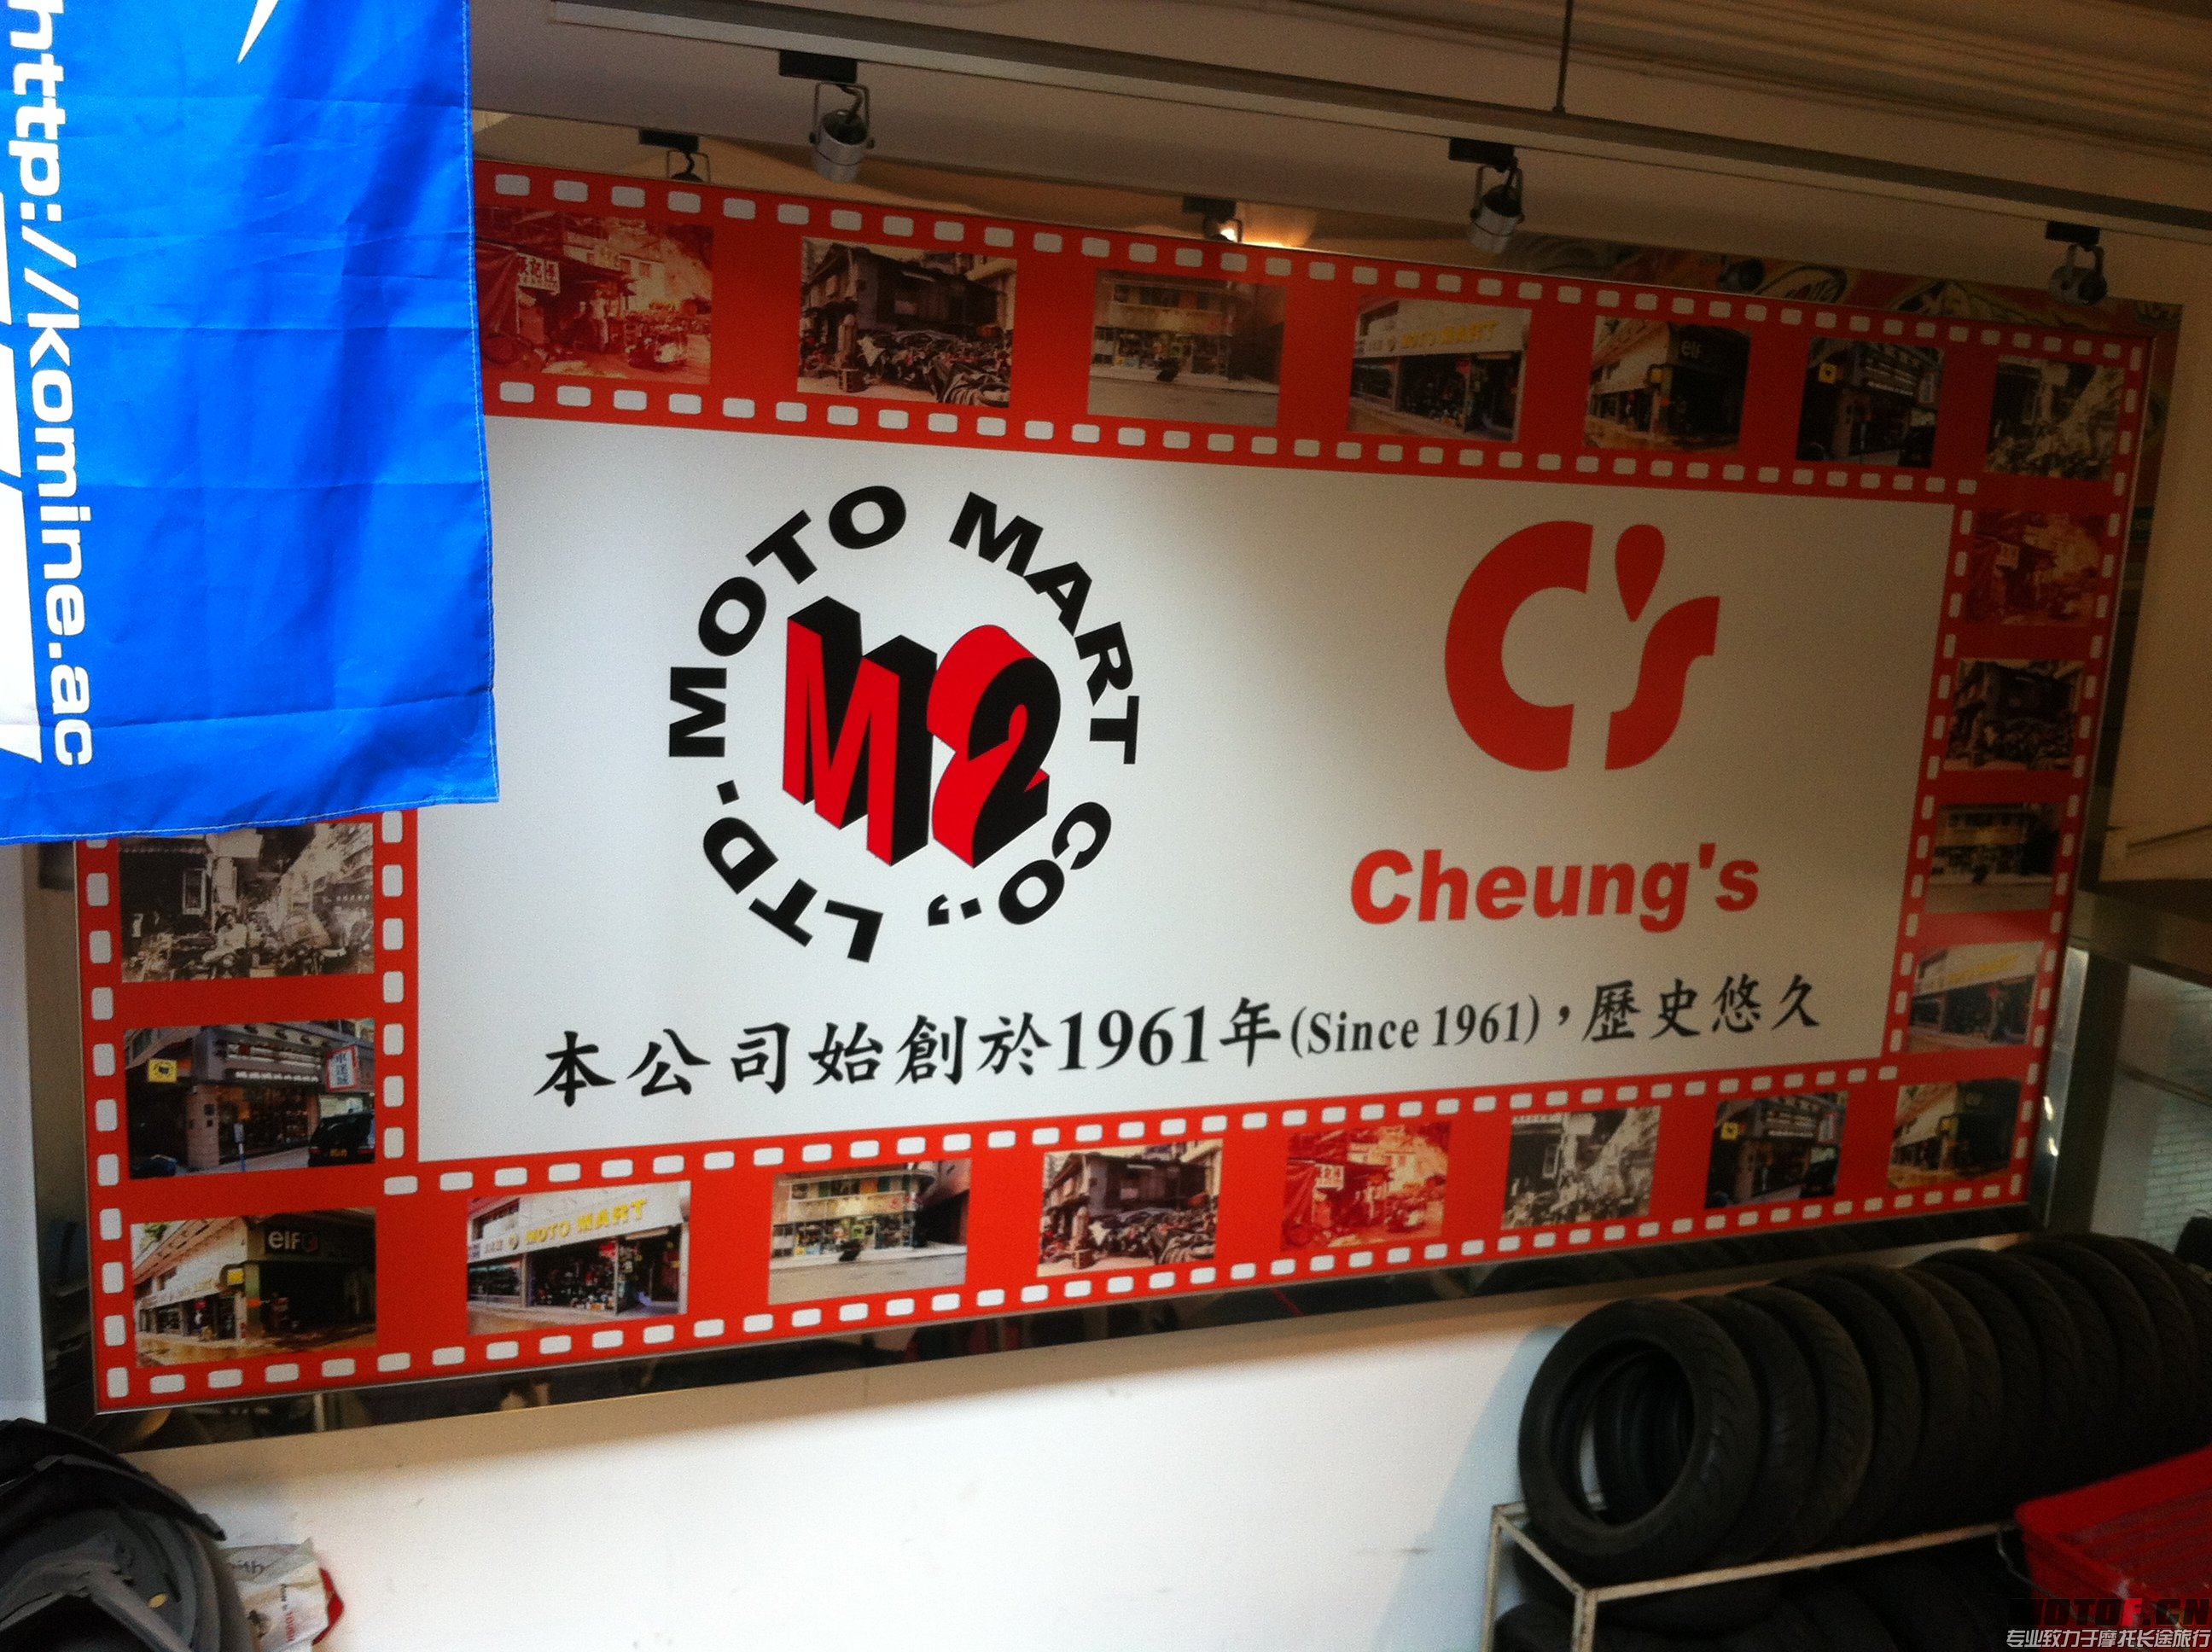 http://komine.ac
MOTO MART CO., LTD.
M2
C's
Cheung's
本公司始創於1961年(Since 1961)，歷史悠久
MOTO MART
elf
elf
MOTO MART
MOTOF.CN
专业致力于摩托长途旅行